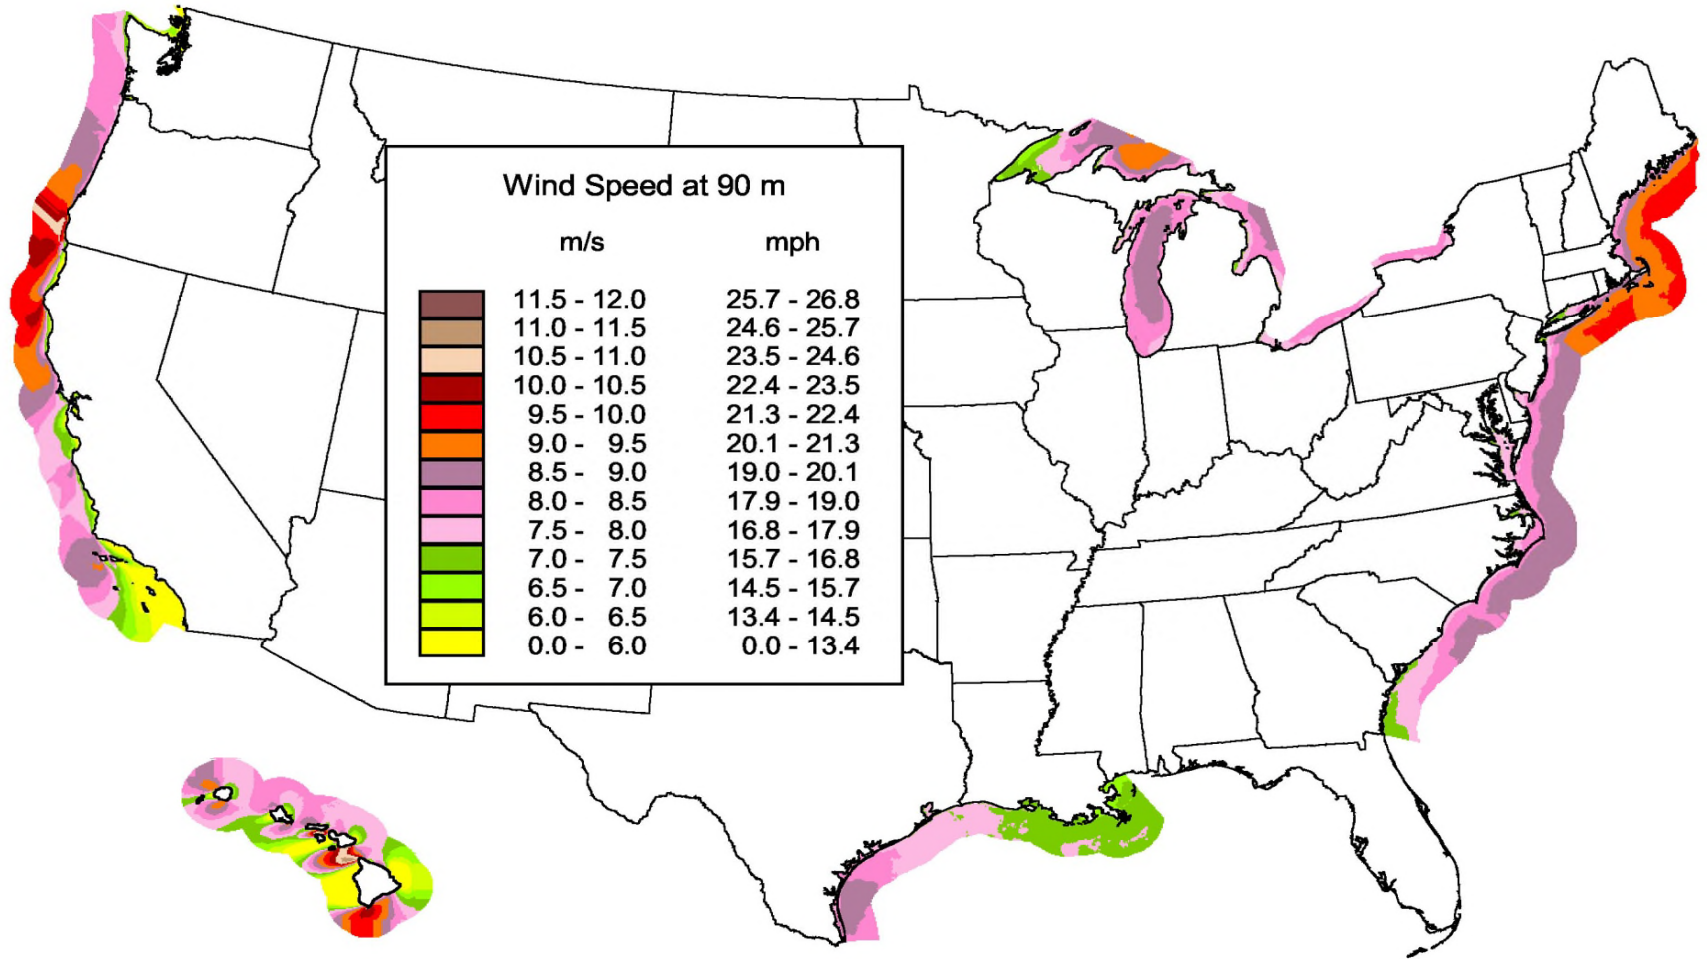 Wind Speed at 90 m
m/s mph
11.5 - 12.0 25.7 - 26.8
11.0 - 11.5 24.6 - 25.7
10.5 - 11.0 23.5 - 24.6
10.0 - 10.5 22.4 - 23.5
9.5 - 10.0 21.3 - 22.4
9.0 - 9.5 20.1 - 21.3
8.5 - 9.0 19.0 - 20.1
8.0 - 8.5 17.9 - 19.0
7.5 - 8.0 16.8 - 17.9
7.0 - 7.5 15.7 - 16.8
6.5 - 7.0 14.5 - 15.7
6.0 - 6.5 13.4 - 14.5
0.0 - 6.0 0.0 - 13.4